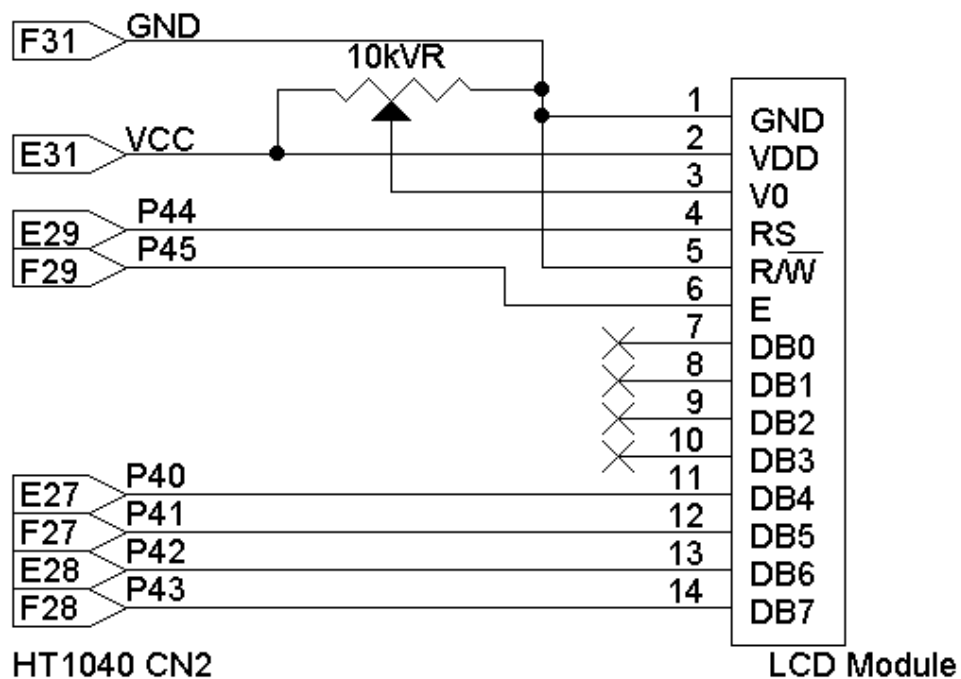 F31 GND
10kVR
1 GND
E31 VCC
2 VDD
3 V0
E29 P44
4 RS
F29 P45
5 R/W̅
6 E
7 DB0
8 DB1
9 DB2
10 DB3
E27 P40
11 DB4
F27 P41
12 DB5
E28 P42
13 DB6
F28 P43
14 DB7
HT1040 CN2
LCD Module